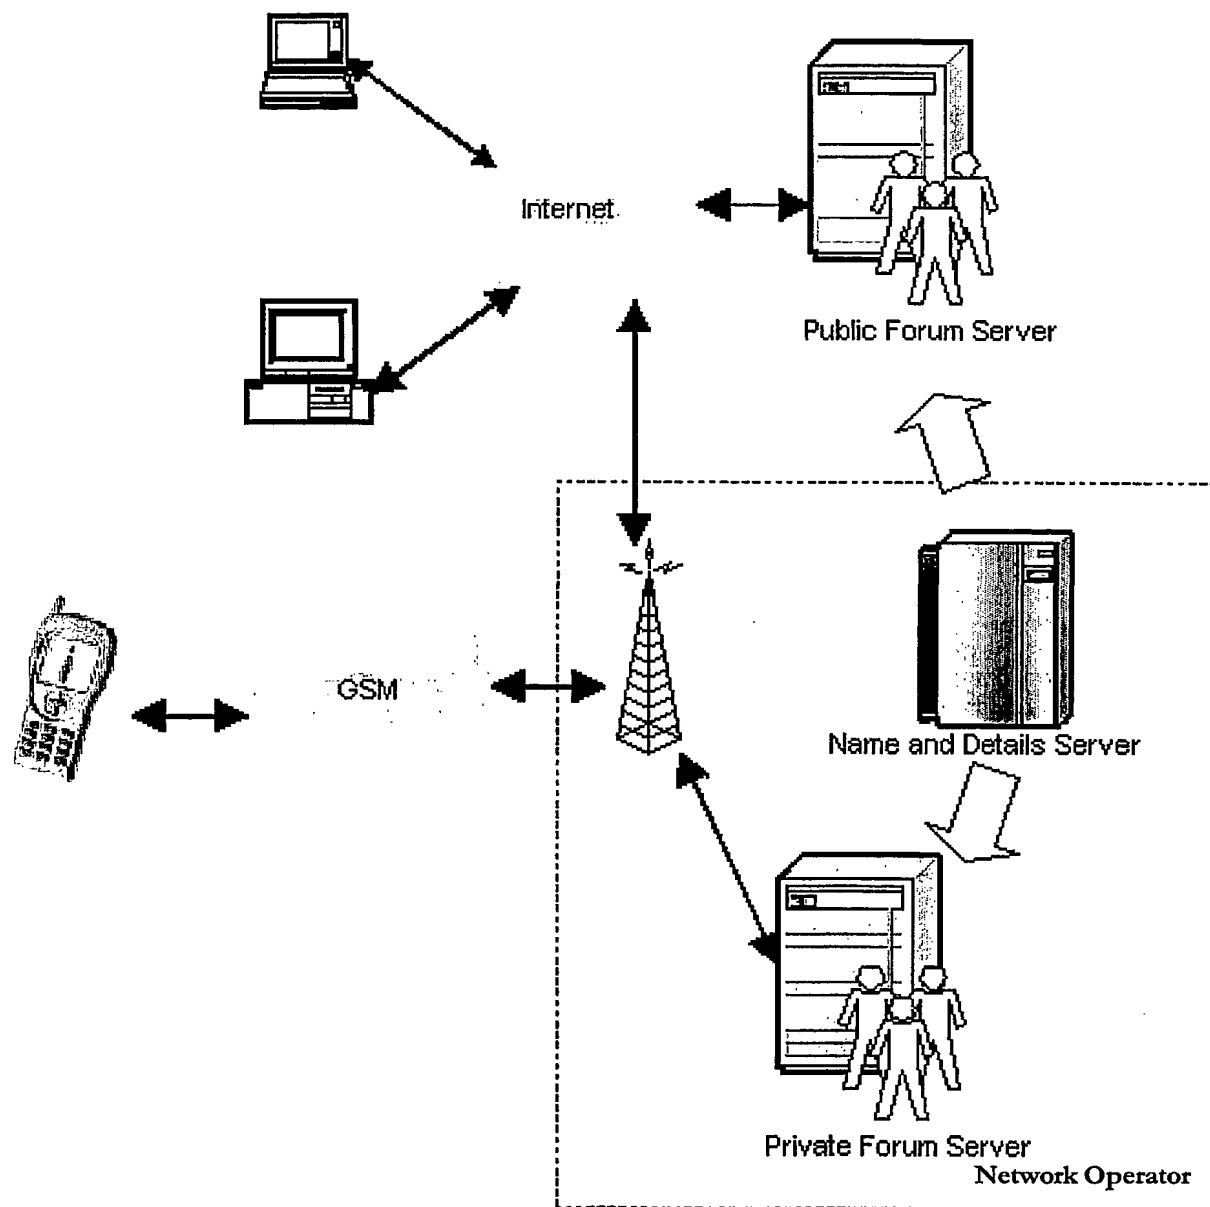 Internet
Public Forum Server
GSM
Name and Details Server
Private Forum Server
Network Operator